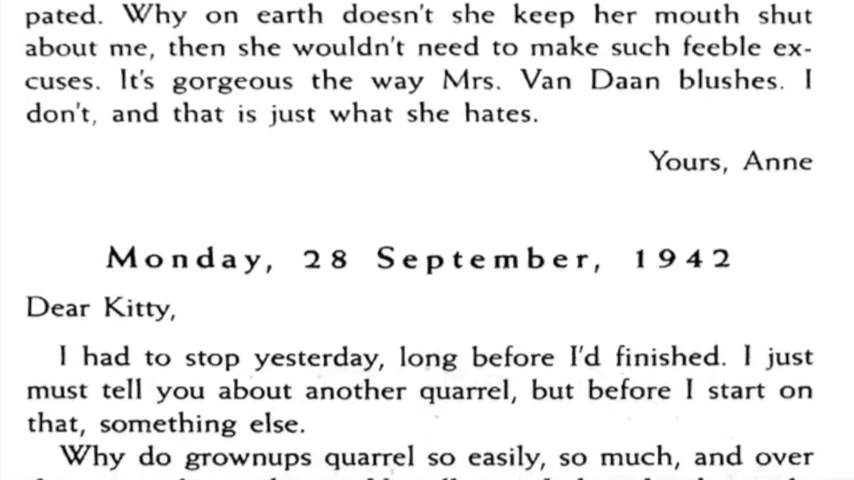 pated. Why on earth doesn't she keep her mouth shut
about me, then she wouldn't need to make such feeble ex-
cuses. It's gorgeous the way Mrs. Van Daan blushes. I
don't, and that is just what she hates.
Yours, Anne
Monday, 28 September, 1942
Dear Kitty,
I had to stop yesterday, long before I'd finished. I just
must tell you about another quarrel, but before I start on
that, something else.
Why do grownups quarrel so easily, so much, and over